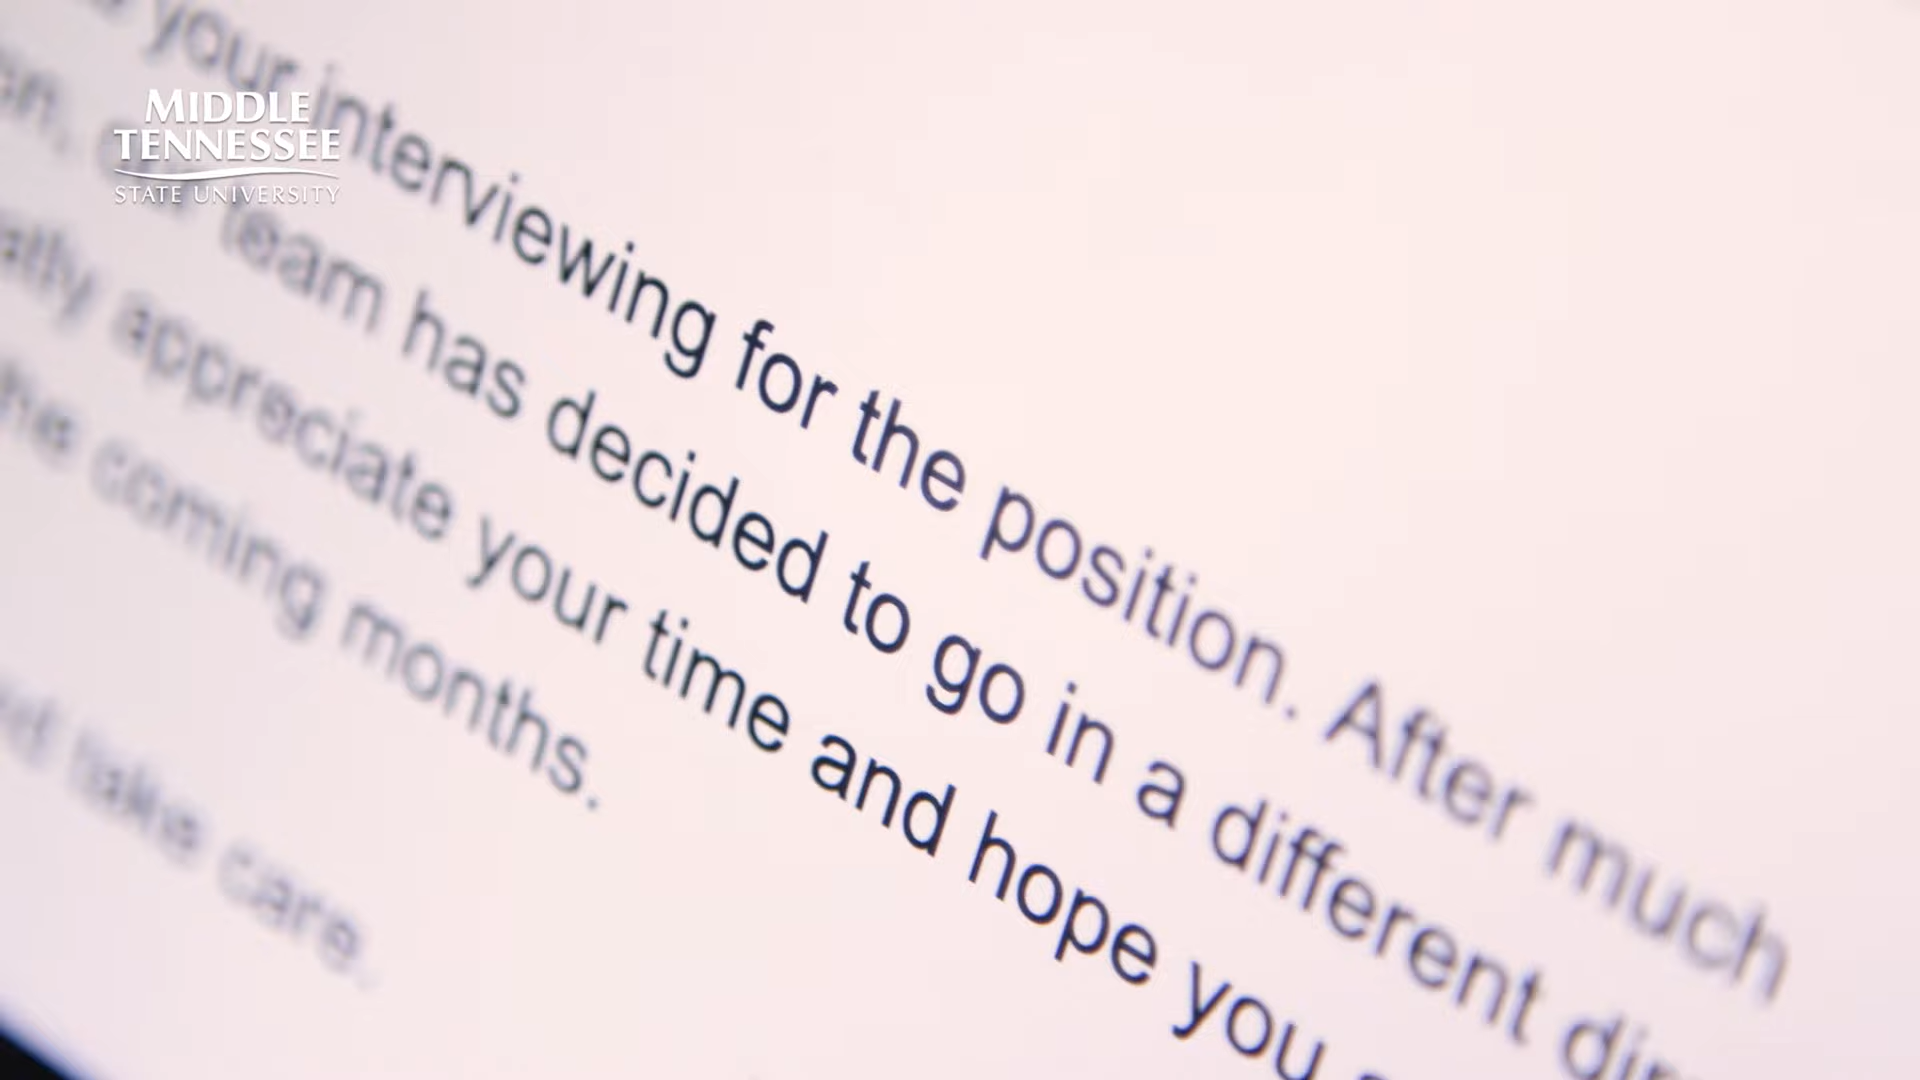 MIDDLE
TENNESSEE
STATE UNIVERSITY
your interviewing for the position. After much
team has decided to go in a different
appreciate your time and hope you
coming months.
take care.